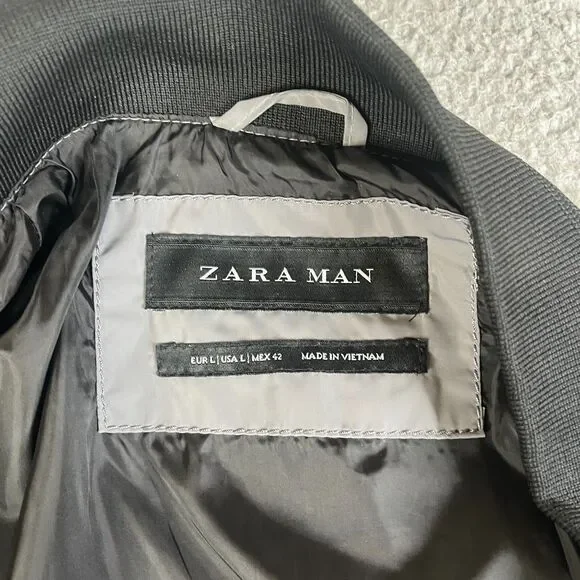 ZARA MAN
EUR L | USA L | MEX 42 MADE IN VIETNAM